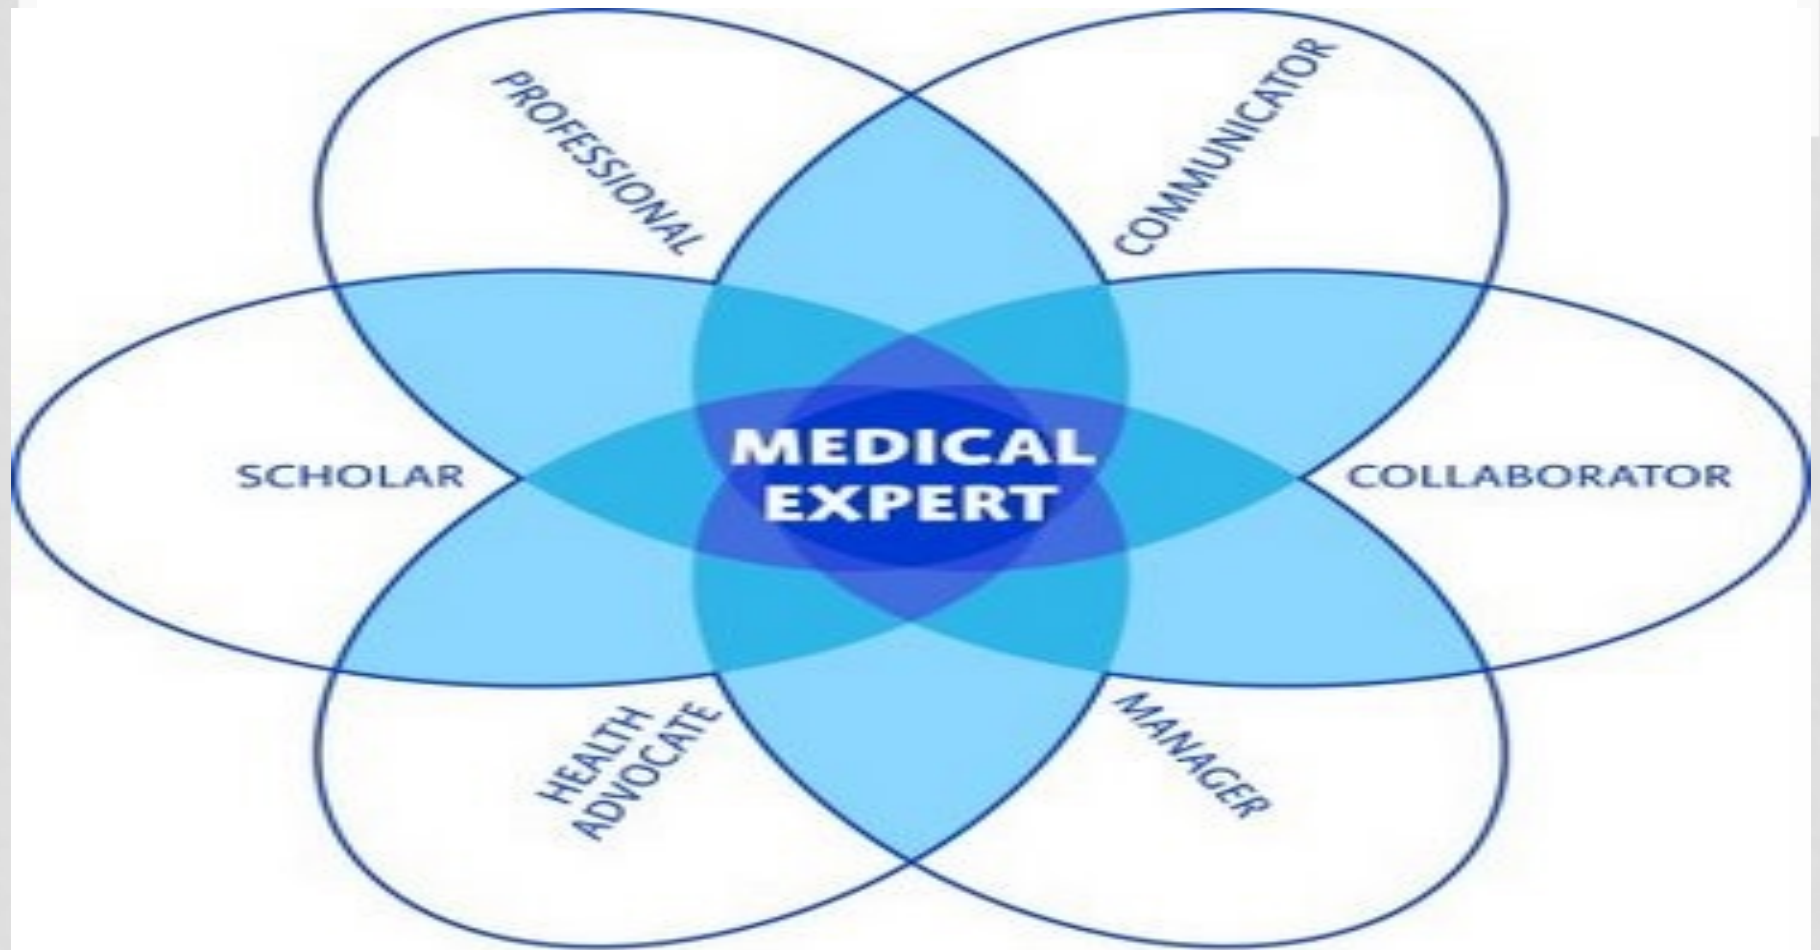 PROFESSIONAL
COMMUNICATOR
SCHOLAR
MEDICAL
EXPERT
COLLABORATOR
HEALTH
ADVOCATE
MANAGER